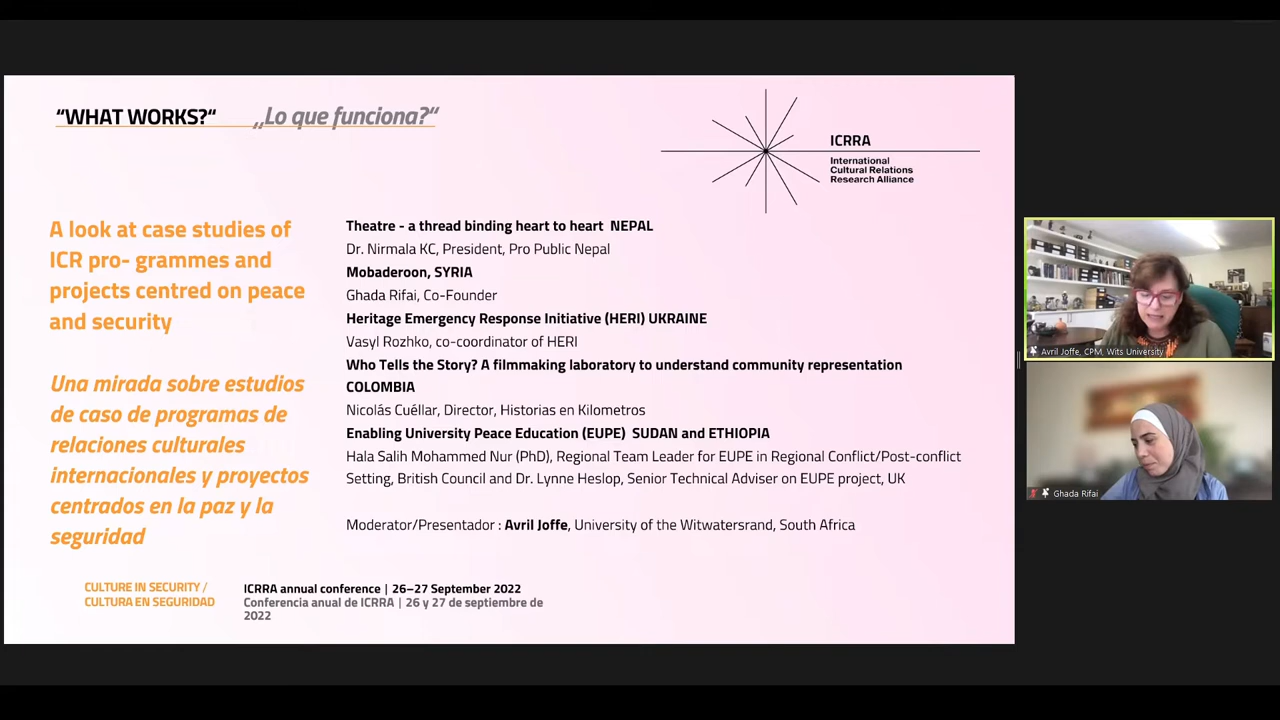 “WHAT WORKS?“ ,,Lo que funciona?“
ICRRA
International
Cultural Relations
Research Alliance
A look at case studies of
ICR pro- grammes and
projects centred on peace
and security
Una mirada sobre estudios
de caso de programas de
relaciones culturales
internacionales y proyectos
centrados en la paz y la
seguridad
Theatre - a thread binding heart to heart NEPAL
Dr. Nirmala KC, President, Pro Public Nepal
Mobaderoon, SYRIA
Ghada Rifai, Co-Founder
Heritage Emergency Response Initiative (HERI) UKRAINE
Vasyl Rozhko, co-coordinator of HERI
Who Tells the Story? A filmmaking laboratory to understand community representation
COLOMBIA
Nicolás Cuéllar, Director, Historias en Kilometros
Enabling University Peace Education (EUPE) SUDAN and ETHIOPIA
Hala Salih Mohammed Nur (PhD), Regional Team Leader for EUPE in Regional Conflict/Post-conflict
Setting, British Council and Dr. Lynne Heslop, Senior Technical Adviser on EUPE project, UK
Moderator/Presentador : Avril Joffe, University of the Witwatersrand, South Africa
CULTURE IN SECURITY /
CULTURA EN SEGURIDAD
ICRRA annual conference | 26–27 September 2022
Conferencia anual de ICRRA | 26 y 27 de septiembre de
2022
Avril Joffe, CPM, Wits University
Ghada Rifai